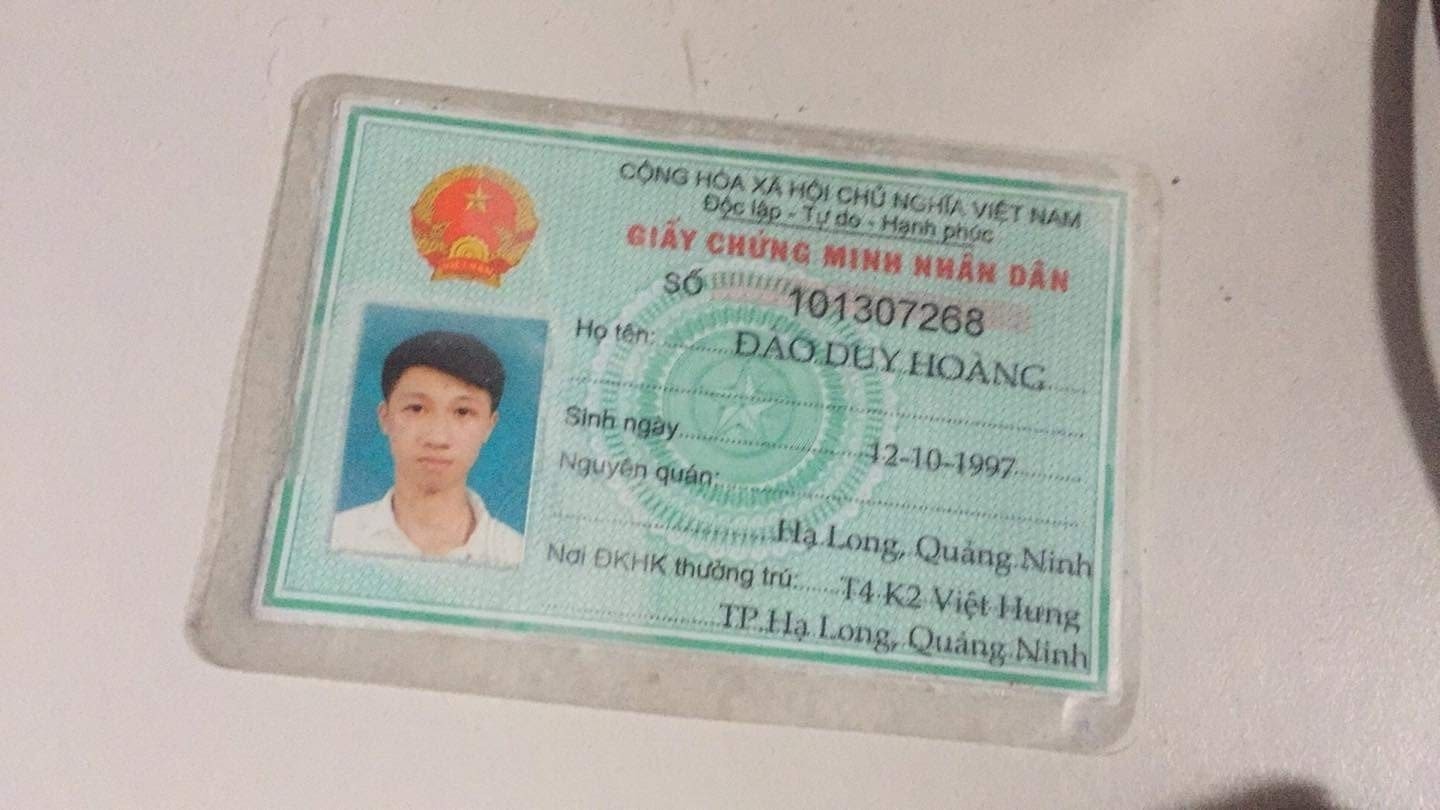 CỘNG HÒA XÃ HỘI CHỦ NGHĨA VIỆT NAM
Độc lập - Tự do - Hạnh phúc
GIẤY CHỨNG MINH NHÂN DÂN
SỐ 101307268
Họ tên: ĐÀO DUY HOÀNG
Sinh ngày 12-10-1997
Nguyên quán:
Hạ Long, Quảng Ninh
Nơi ĐKHK thường trú: T4 K2 Việt Hưng
TP.Hạ Long, Quảng Ninh